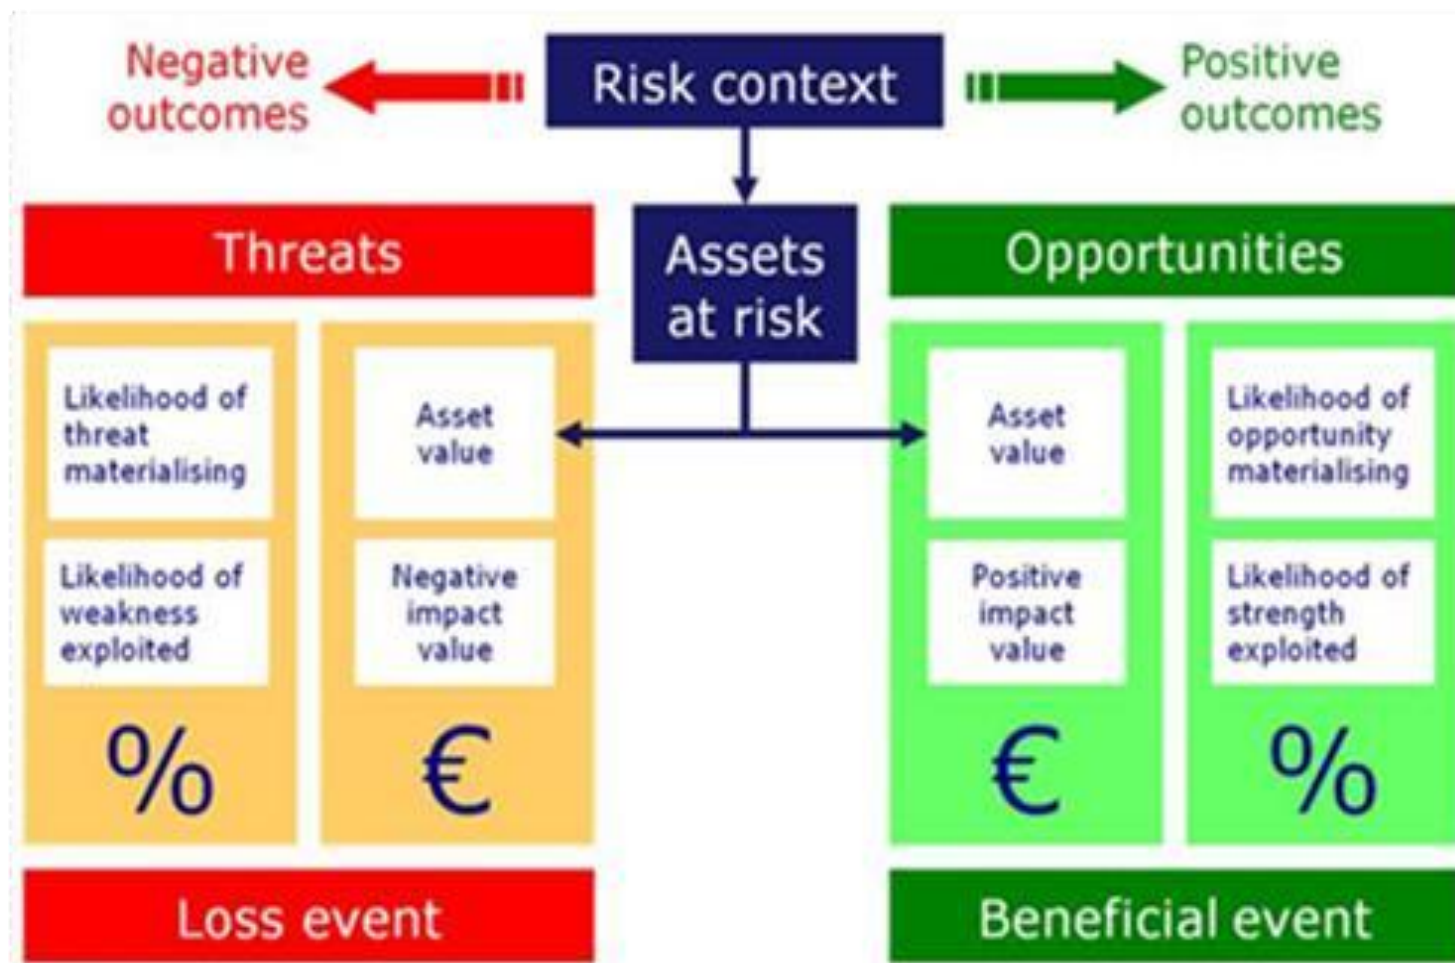 Negative
outcomes
Risk context
Positive
outcomes
Threats
Assets
at risk
Opportunities
Likelihood of
threat
materialising
Asset
value
Asset
value
Likelihood of
opportunity
materialising
Likelihood of
weakness
exploited
Negative
impact
value
Positive
impact
value
Likelihood of
strength
exploited
%
€
€
%
Loss event
Beneficial event